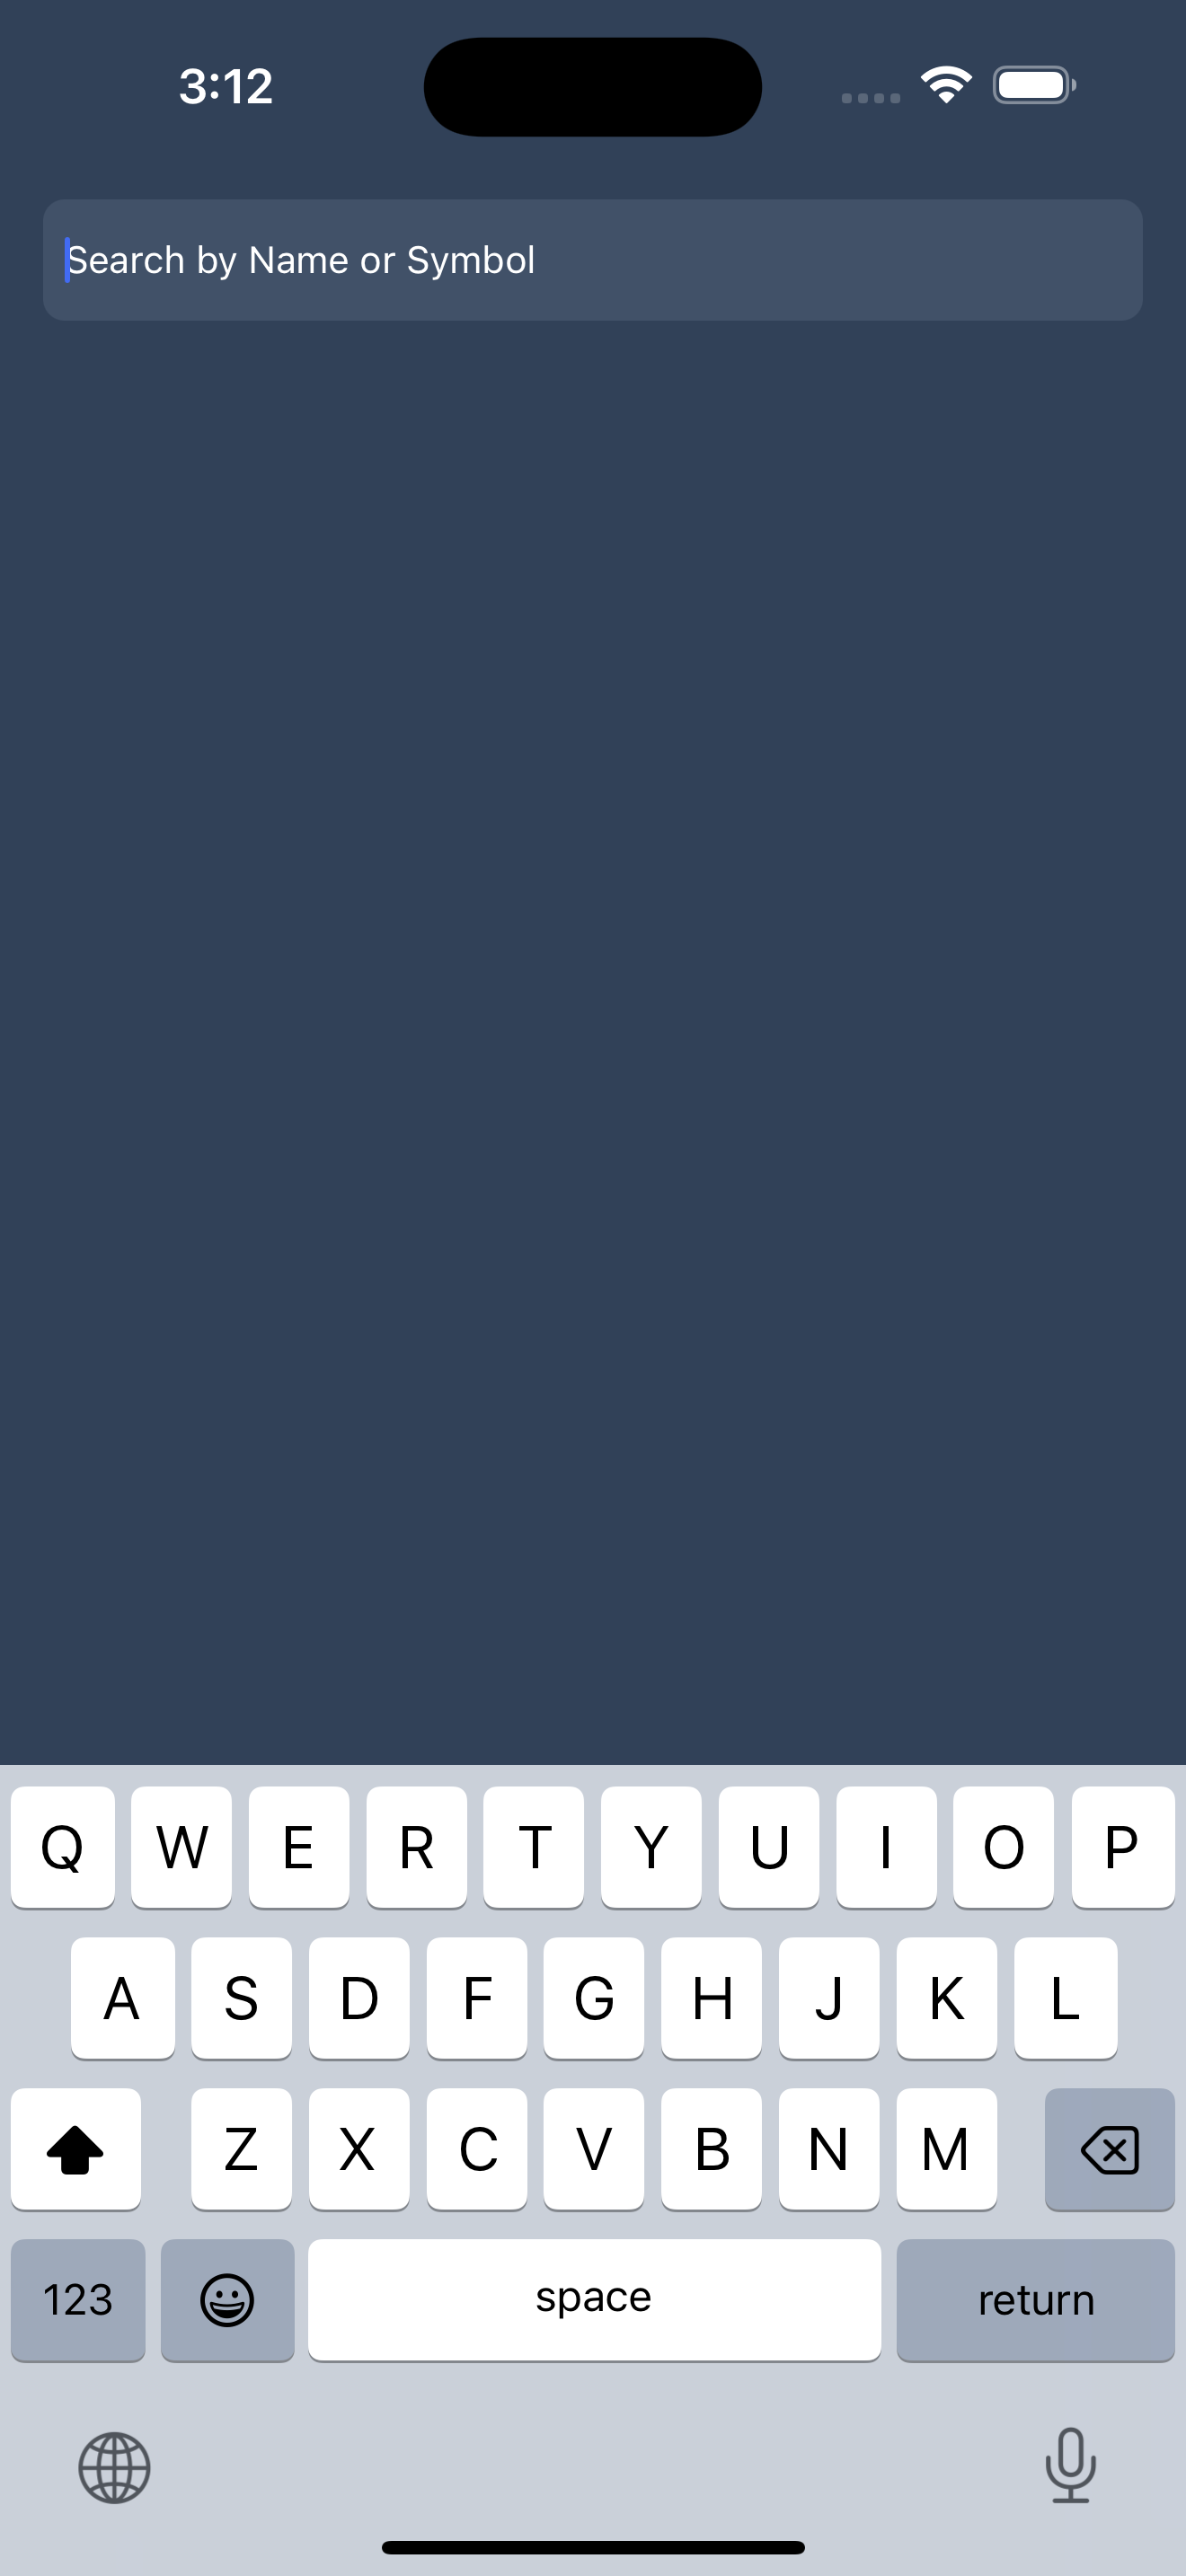 3:12
Search by Name or Symbol
Q W E R T Y U I O P
A S D F G H J K L
Z X C V B N M
123 space return